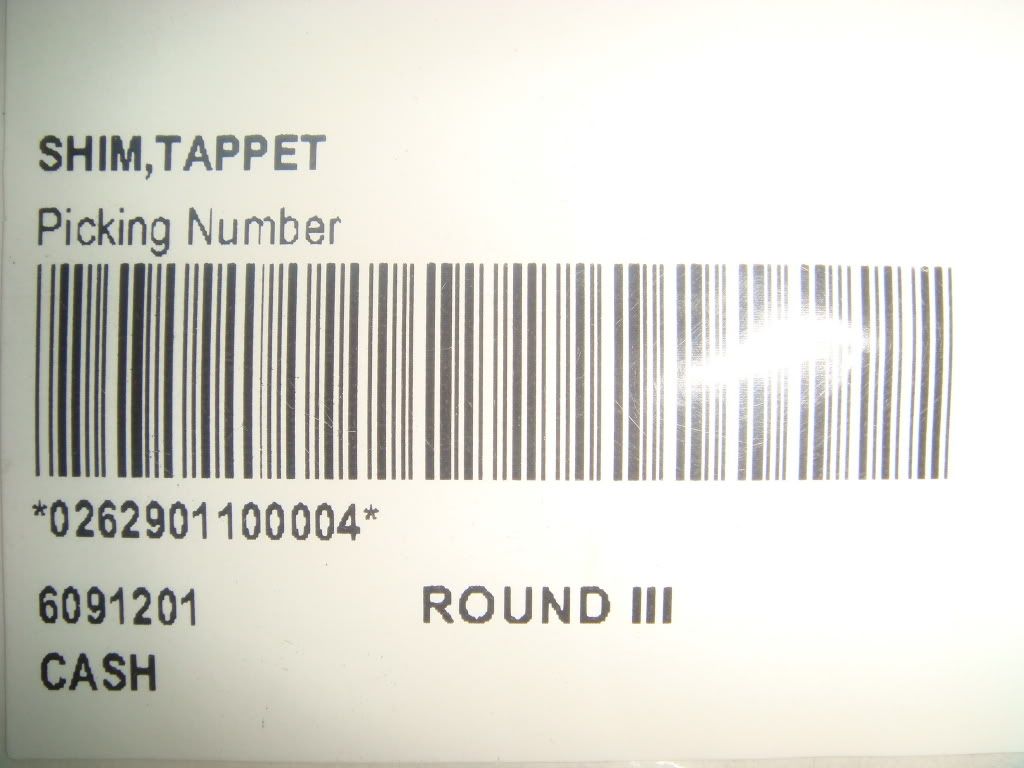 SHIM,TAPPET
Picking Number
*0262901100004*
6091201 ROUND III
CASH